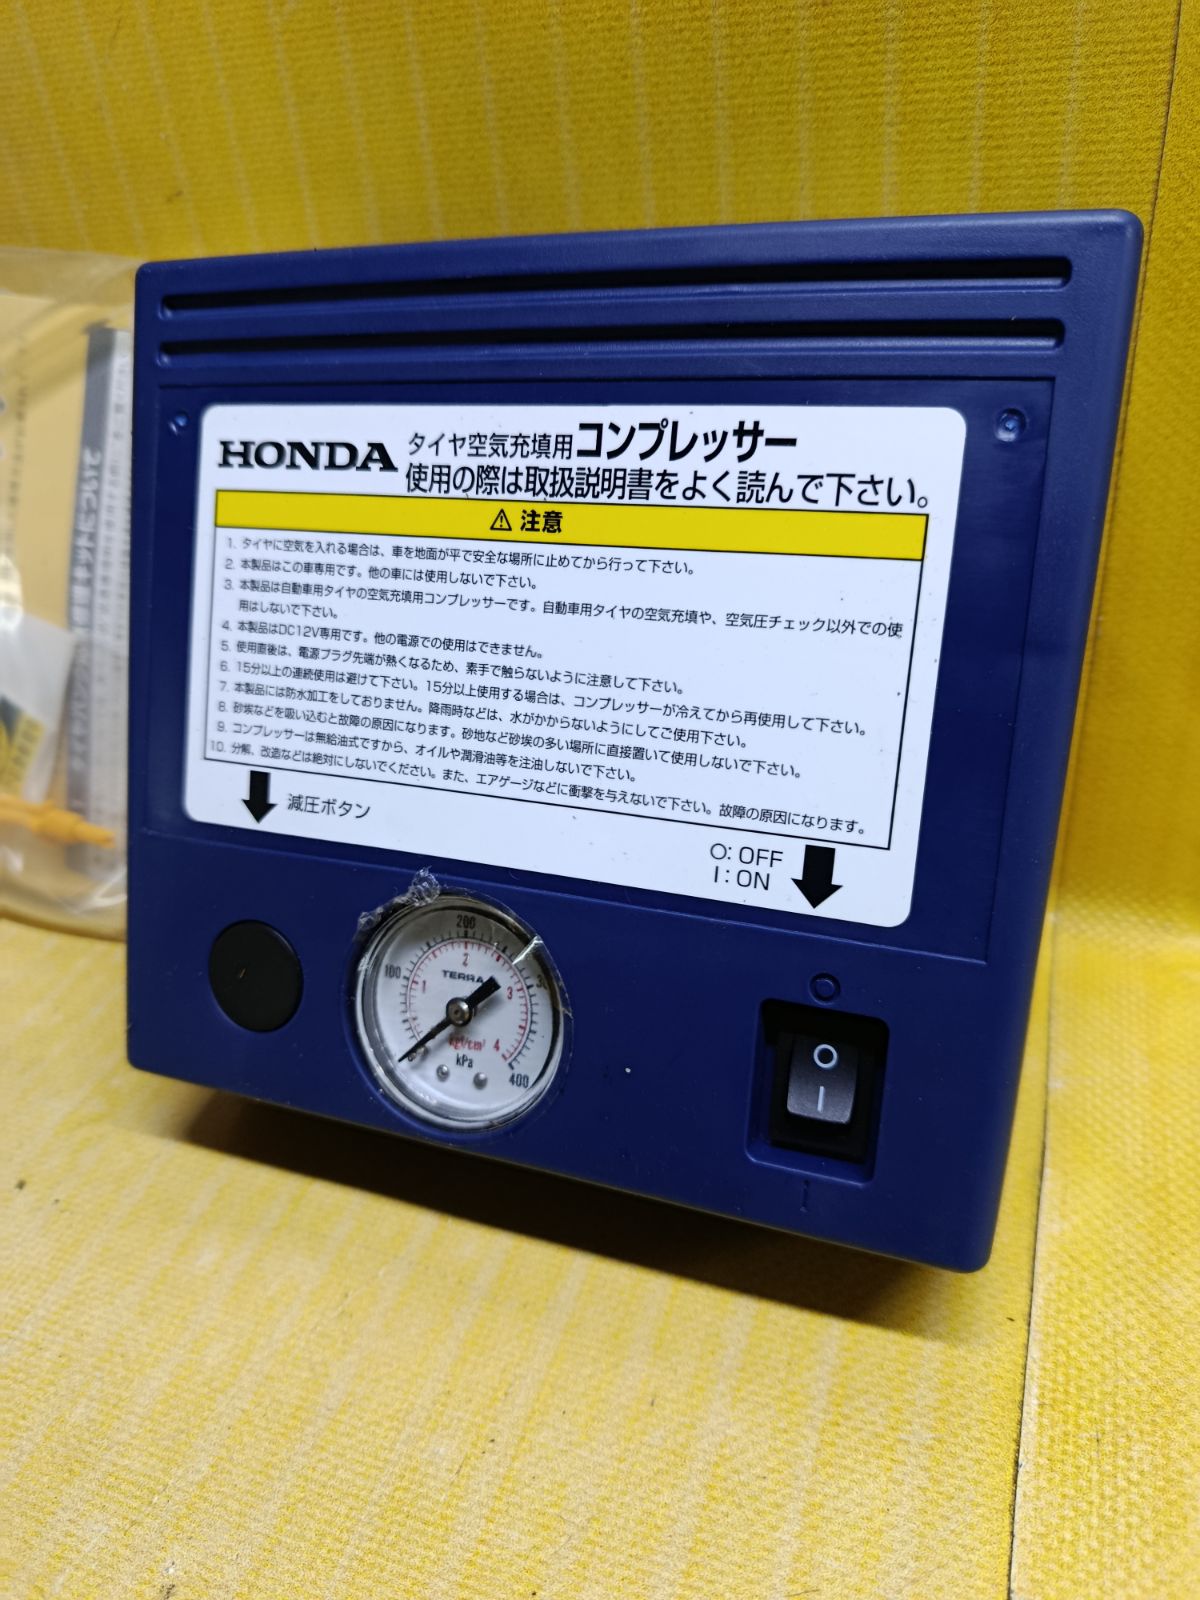 HONDA タイヤ空気充填用コンプレッサー
使用の際は取扱説明書をよく読んで下さい。
⚠ 注意
1. タイヤに空気を入れる場合は、車を地面が平で安全な場所に止めてから行って下さい。
2. 本製品はこの車専用です。他の車には使用しないで下さい。
3. 本製品は自動車用タイヤの空気充填用コンプレッサーです。自動車用タイヤの空気充填や、空気圧チェック以外での使
用はしないで下さい。
4. 本製品はDC12V専用です。他の電源での使用はできません。
5. 使用直後は、電源プラグ先端が熱くなるため、素手で触らないように注意して下さい。
6. 15分以上の連続使用は避けて下さい。15分以上使用する場合は、コンプレッサーが冷えてから再使用して下さい。
7. 本製品には防水加工をしておりません。降雨時などは、水がかからないようにしてご使用下さい。
8. 砂埃などを吸い込むと故障の原因になります。砂地など砂埃の多い場所に直接置いて使用しないで下さい。
9. コンプレッサーは無給油式ですから、オイルや潤滑油等を注油しないで下さい。
10. 分解、改造などは絶対にしないでください。また、エアゲージなどに衝撃を与えないで下さい。故障の原因になります。
減圧ボタン
○: OFF
I : ON
200
2
100
TERRA
1
3
kgf/cm²
4
kPa
400
○
I